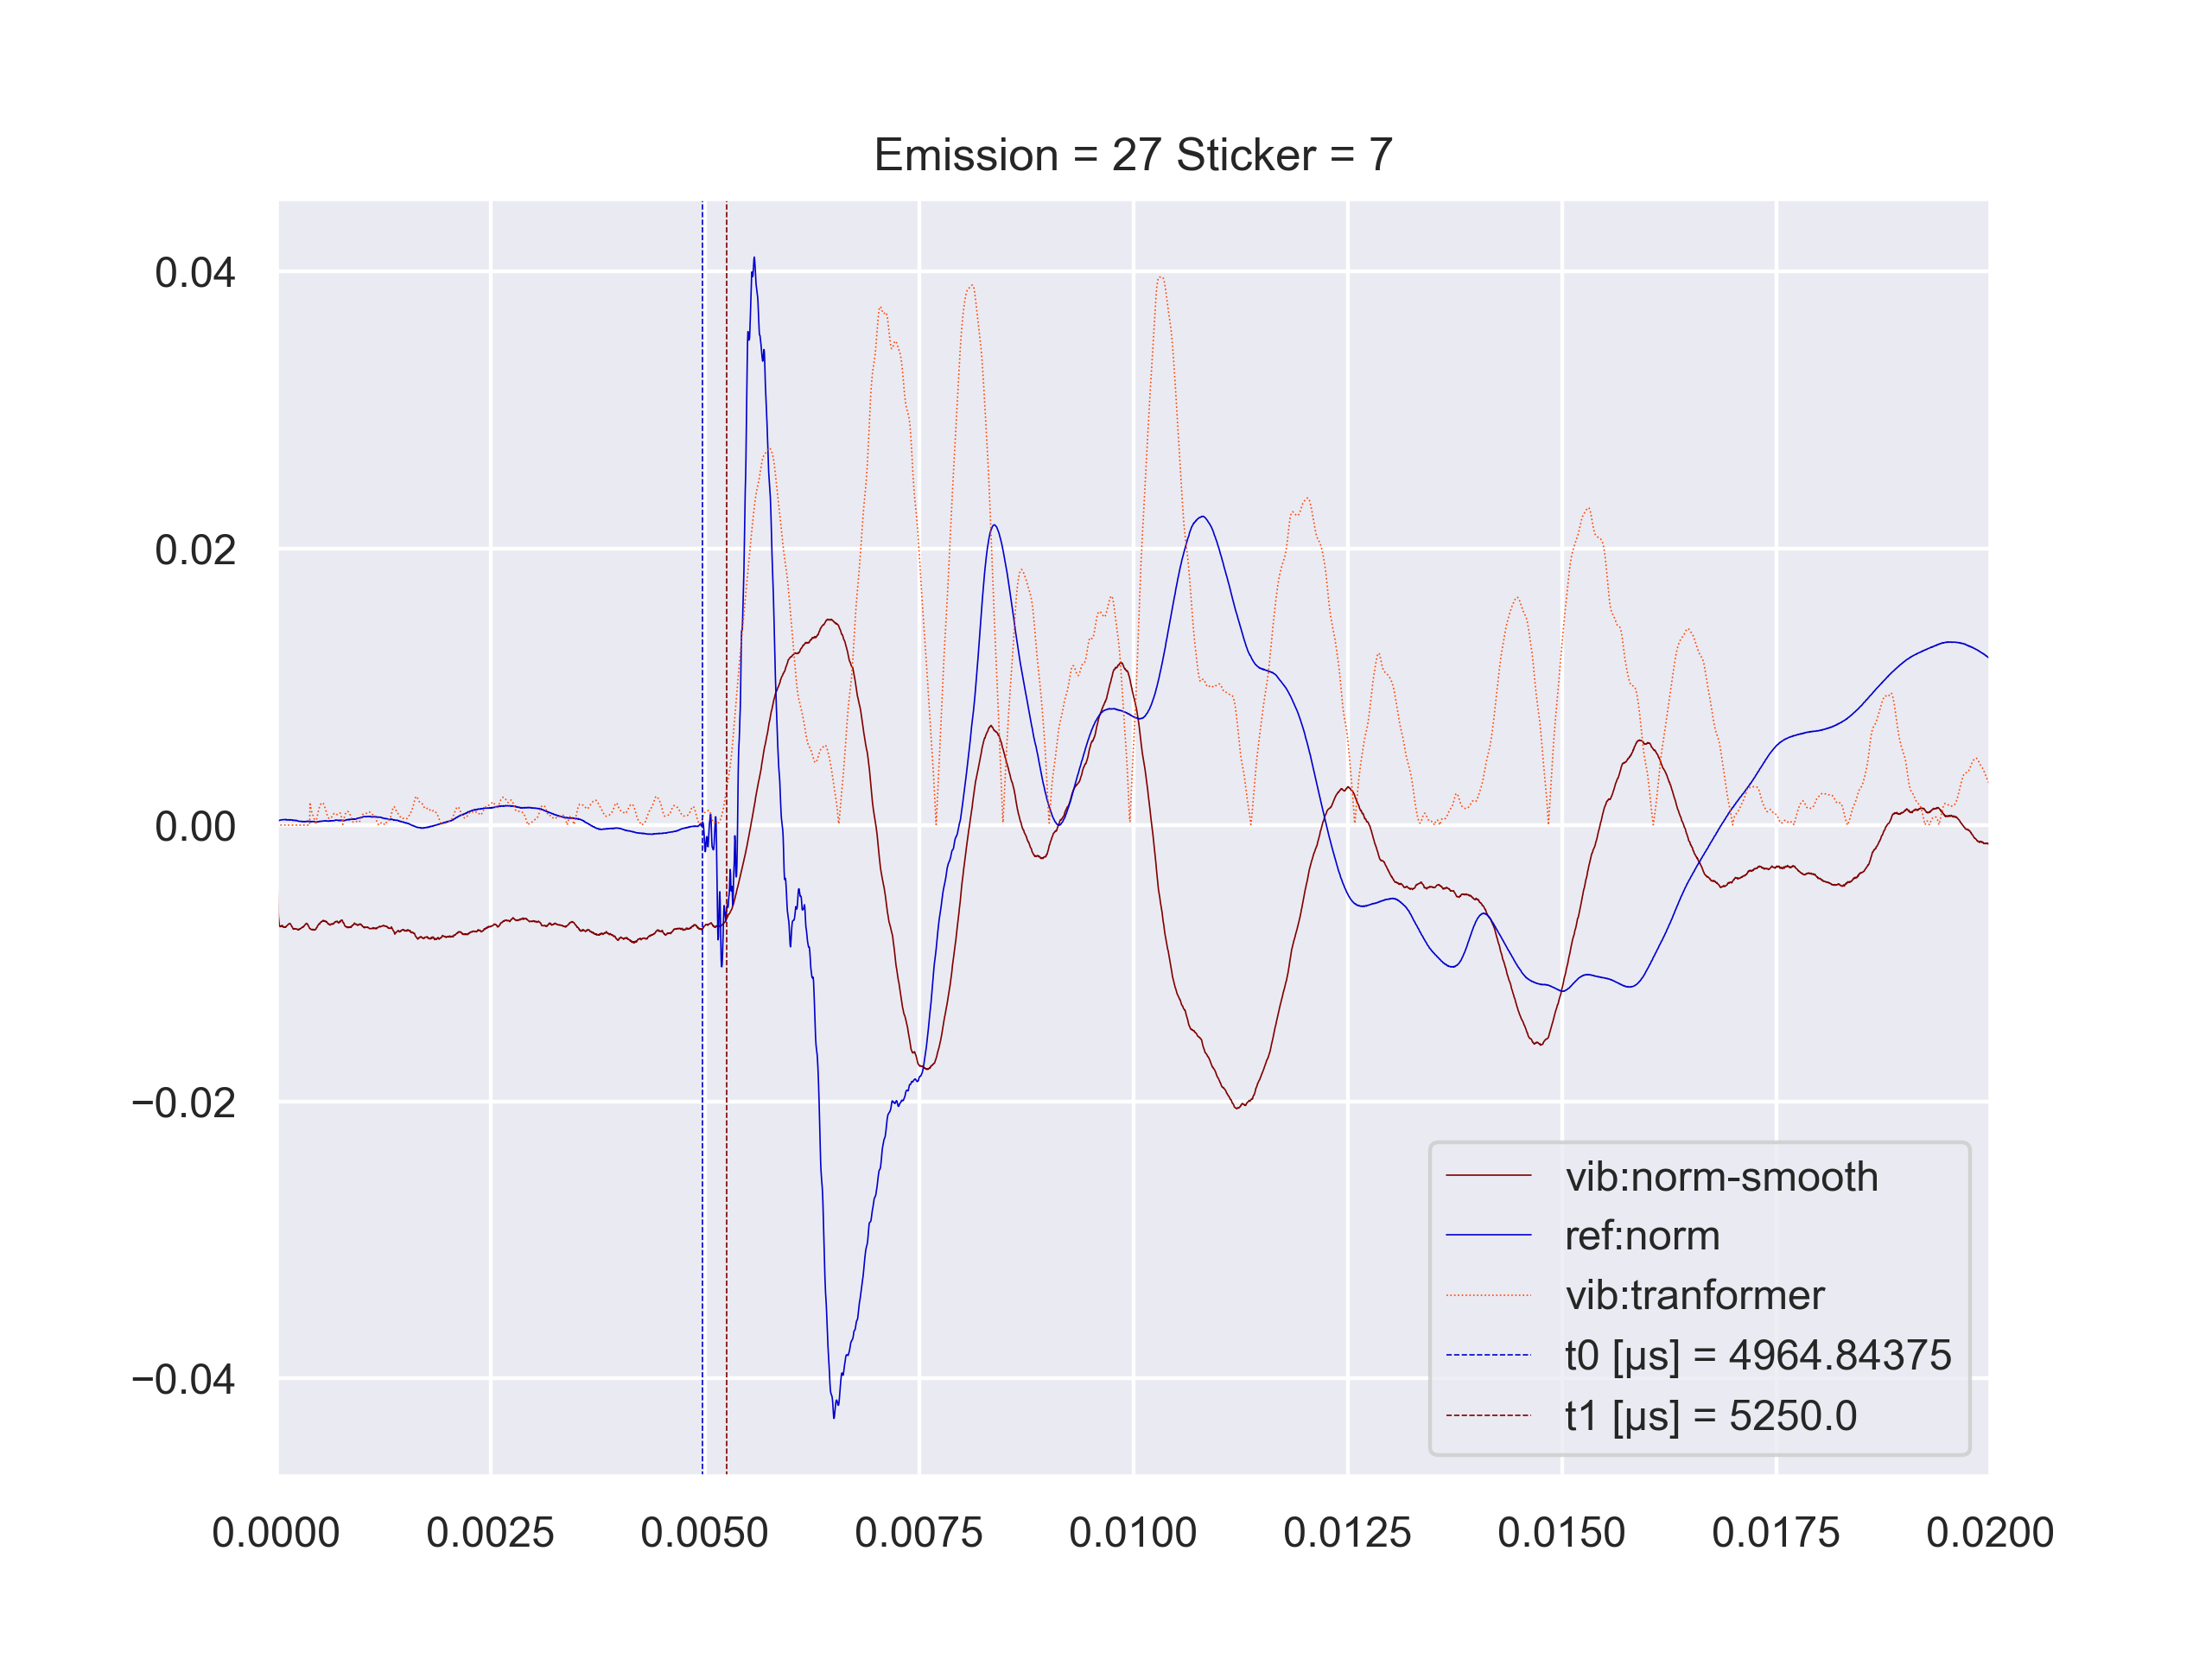 Emission = 27 Sticker = 7
0.04
0.02
0.00
−0.02
−0.04
vib:norm-smooth
ref:norm
vib:tranformer
t0 [µs] = 4964.84375
t1 [µs] = 5250.0
0.0000 0.0025 0.0050 0.0075 0.0100 0.0125 0.0150 0.0175 0.0200